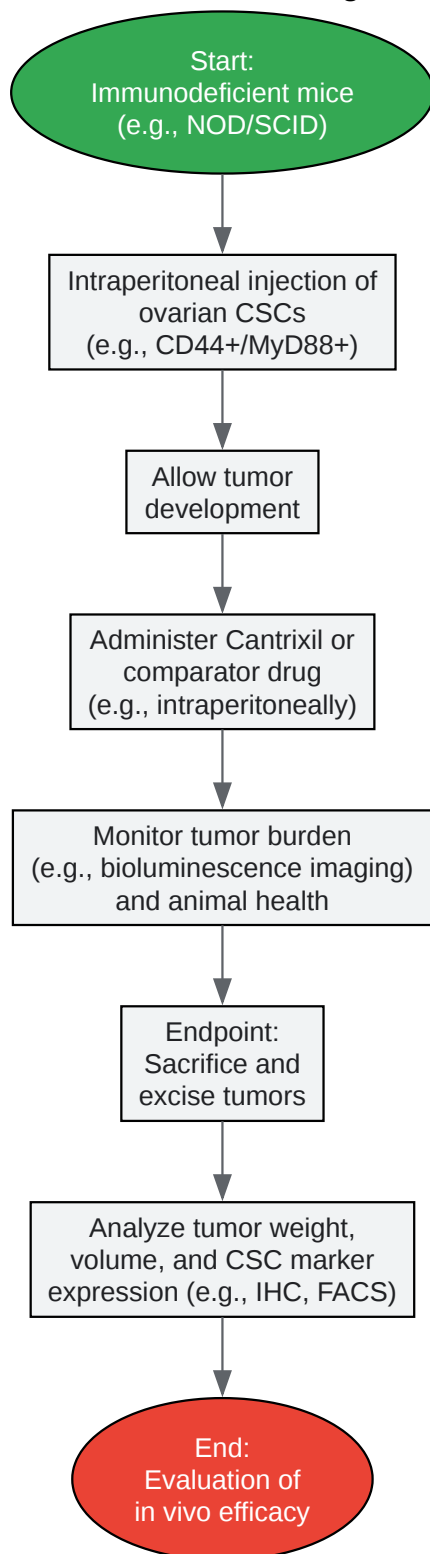 Start:
Immunodeficient mice
(e.g., NOD/SCID)
Intraperitoneal injection of
ovarian CSCs
(e.g., CD44+/MyD88+)
Allow tumor
development
Administer Cantrixil or
comparator drug
(e.g., intraperitoneally)
Monitor tumor burden
(e.g., bioluminescence imaging)
and animal health
Endpoint:
Sacrifice and
excise tumors
Analyze tumor weight,
volume, and CSC marker
expression (e.g., IHC, FACS)
End:
Evaluation of
in vivo efficacy